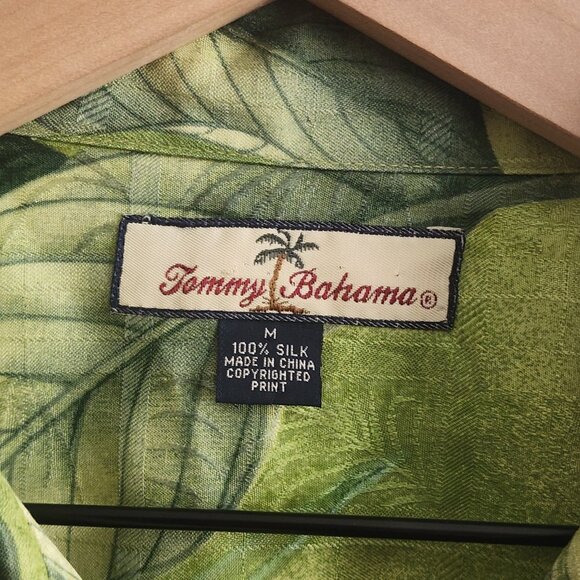 Tommy Bahama®
M
100% SILK
MADE IN CHINA
COPYRIGHTED
PRINT